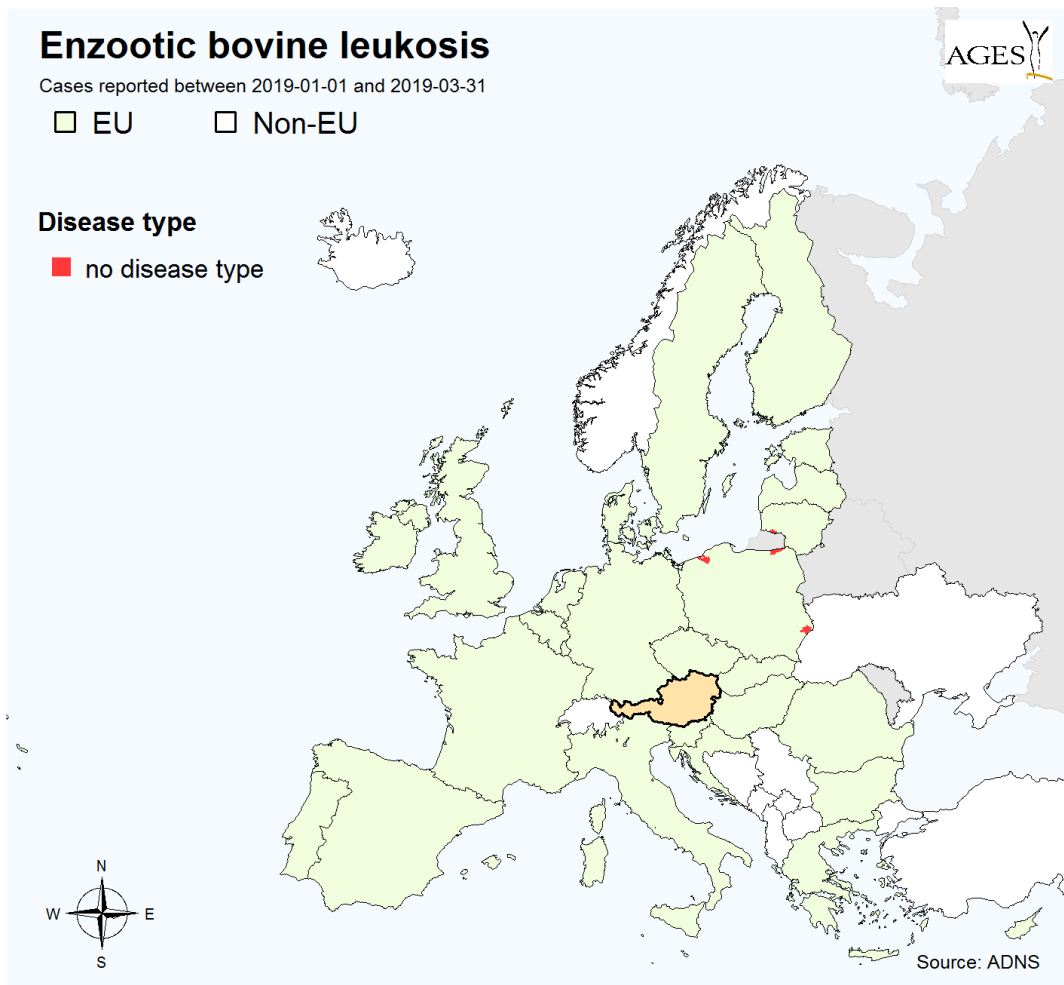 Enzootic bovine leukosis
Cases reported between 2019-01-01 and 2019-03-31
EU Non-EU
AGES
Disease type
no disease type
N
W E
S
Source: ADNS